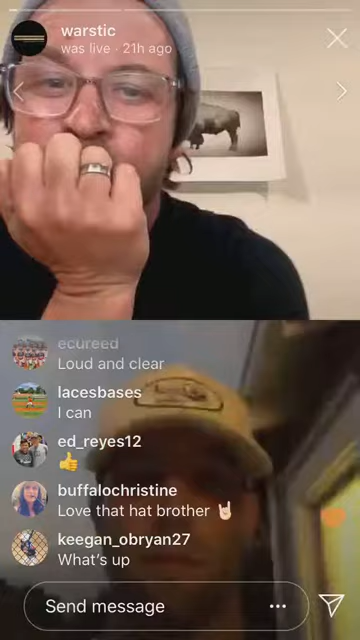 warstic
was live · 21h ago
ecureed
Loud and clear
lacesbases
I can
ed_reyes12
👍
buffalochristine
Love that hat brother 🤘🏻
keegan_obryan27
What's up
Send message